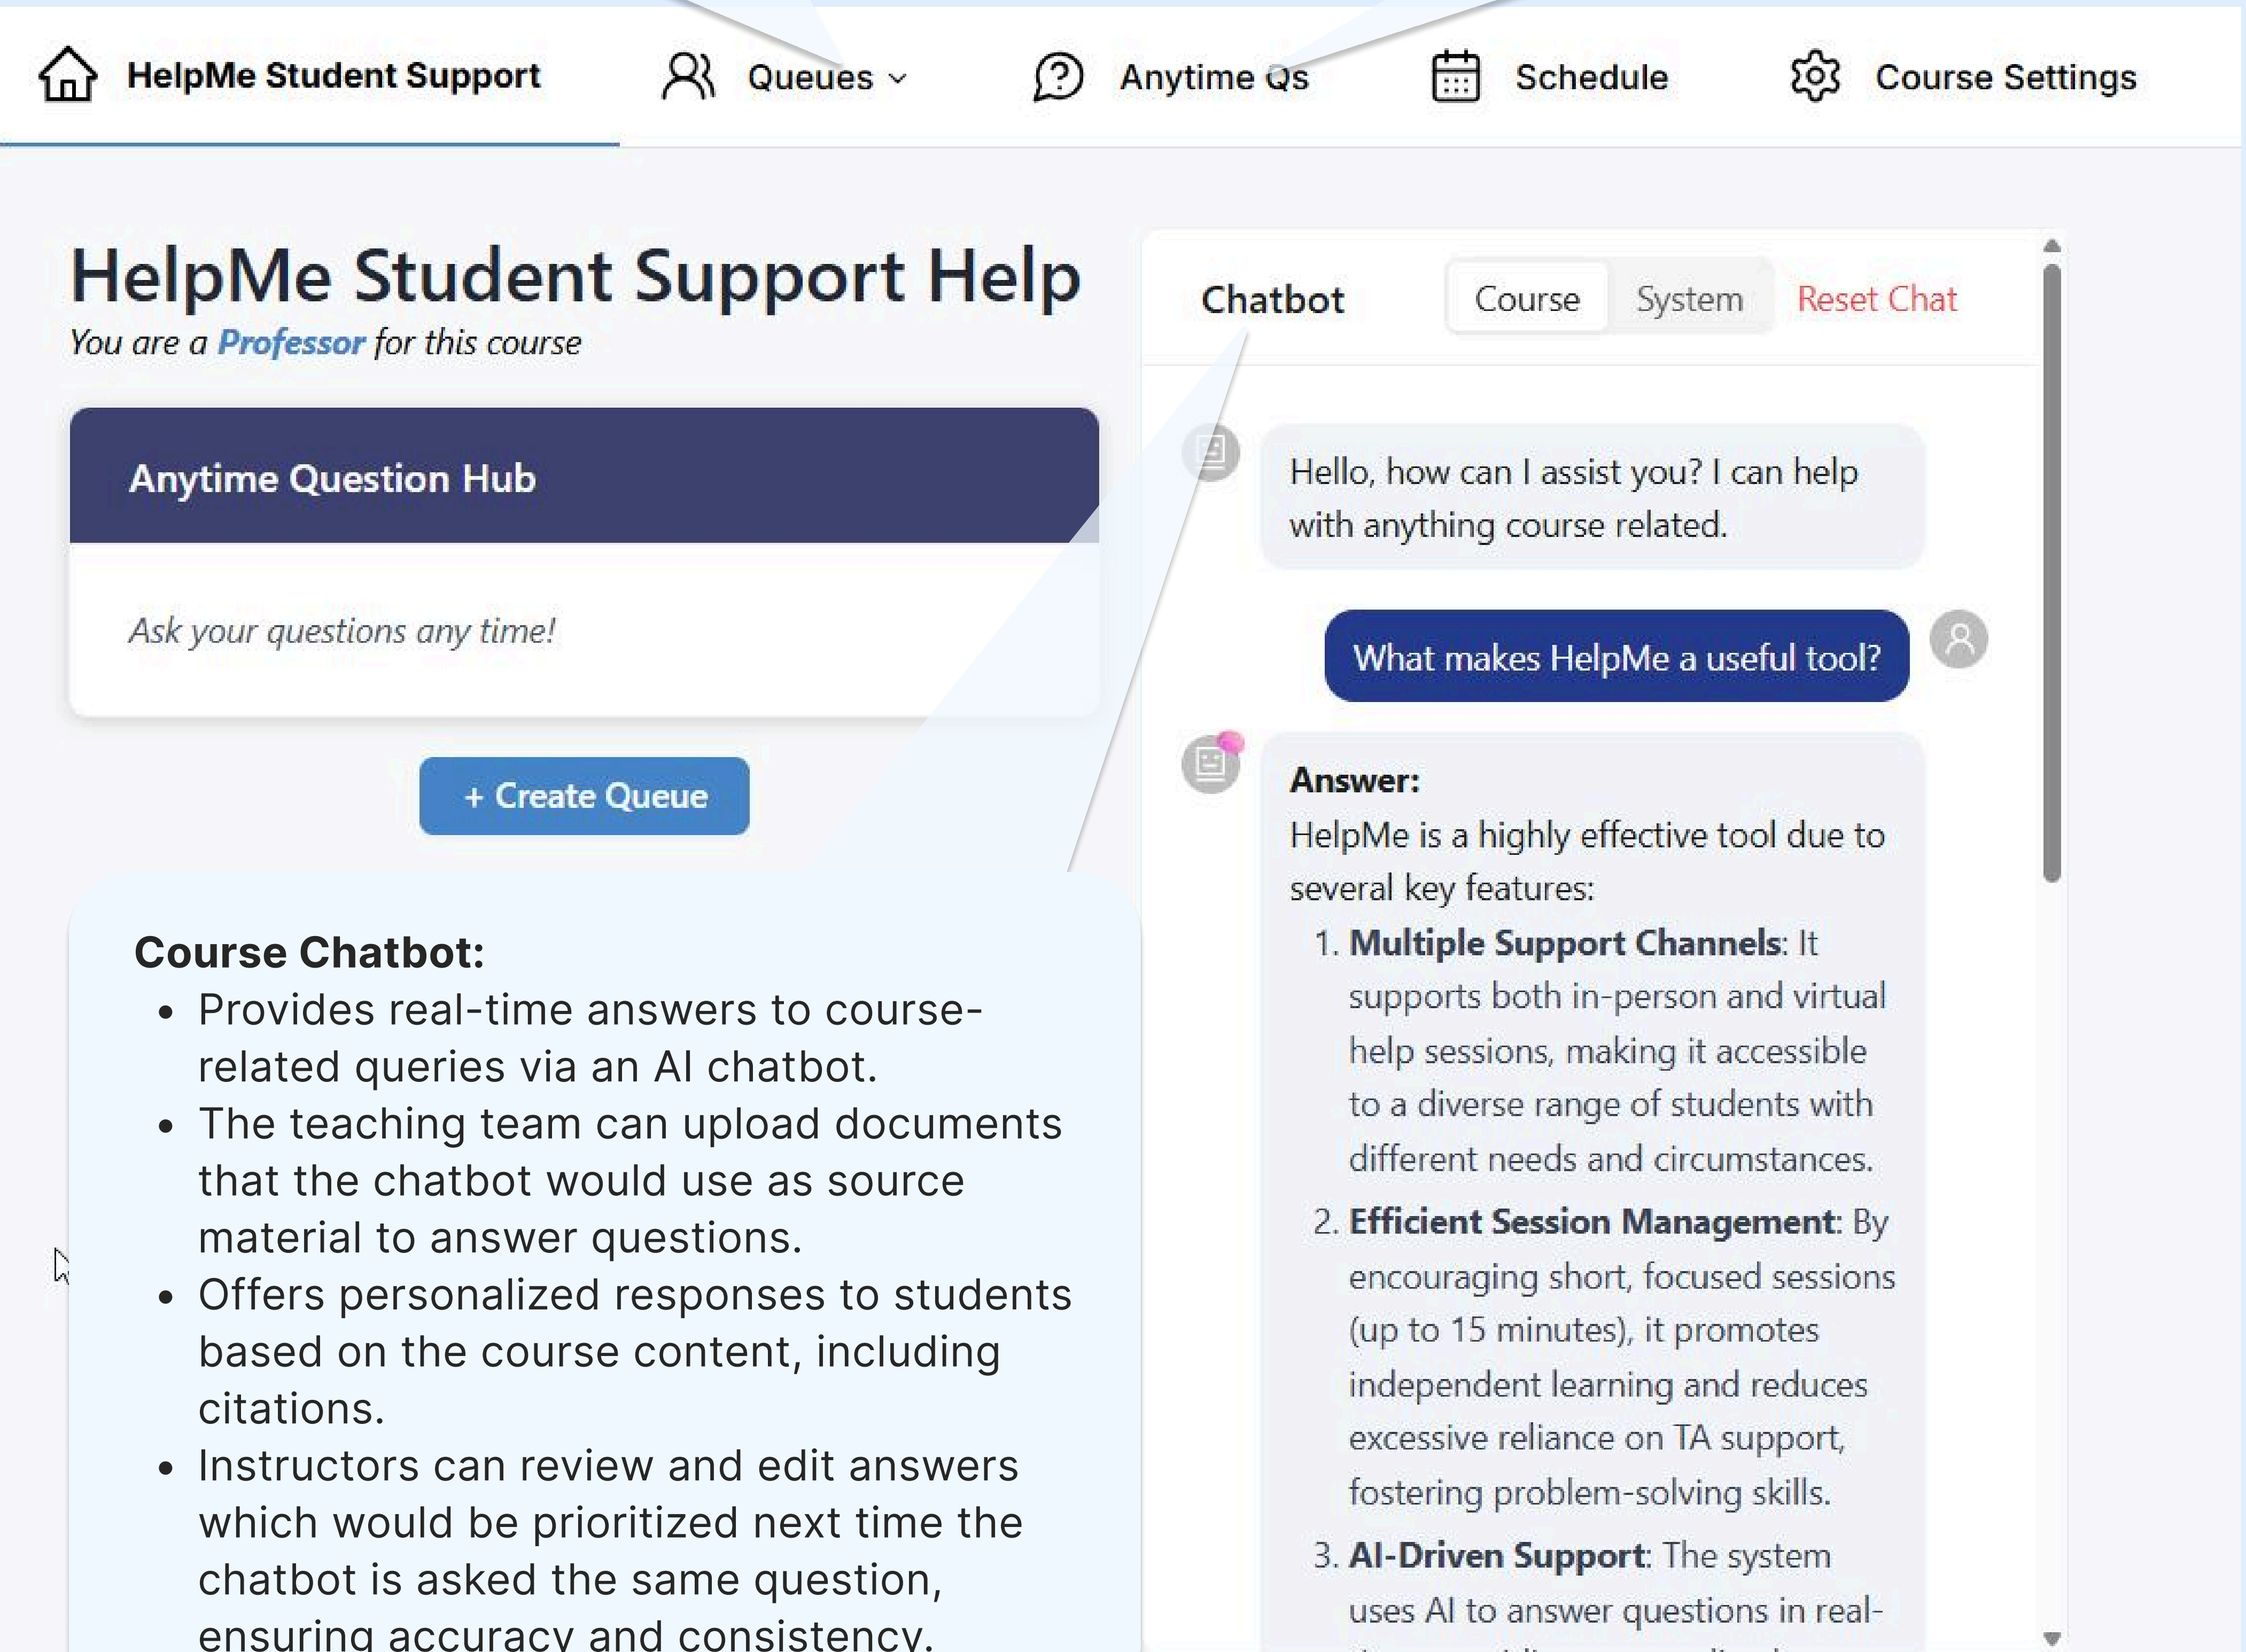 HelpMe Student Support
Queues
Anytime Qs
Schedule
Course Settings
HelpMe Student Support Help
You are a Professor for this course
Anytime Question Hub
Ask your questions any time!
+ Create Queue
Course Chatbot:
• Provides real-time answers to course-
related queries via an AI chatbot.
• The teaching team can upload documents
that the chatbot would use as source
material to answer questions.
• Offers personalized responses to students
based on the course content, including
citations.
• Instructors can review and edit answers
which would be prioritized next time the
chatbot is asked the same question,
ensuring accuracy and consistency.
Chatbot
Course
System
Reset Chat
Hello, how can I assist you? I can help
with anything course related.
What makes HelpMe a useful tool?
Answer:
HelpMe is a highly effective tool due to
several key features:
1. Multiple Support Channels: It
supports both in-person and virtual
help sessions, making it accessible
to a diverse range of students with
different needs and circumstances.
2. Efficient Session Management: By
encouraging short, focused sessions
(up to 15 minutes), it promotes
independent learning and reduces
excessive reliance on TA support,
fostering problem-solving skills.
3. AI-Driven Support: The system
uses AI to answer questions in real-